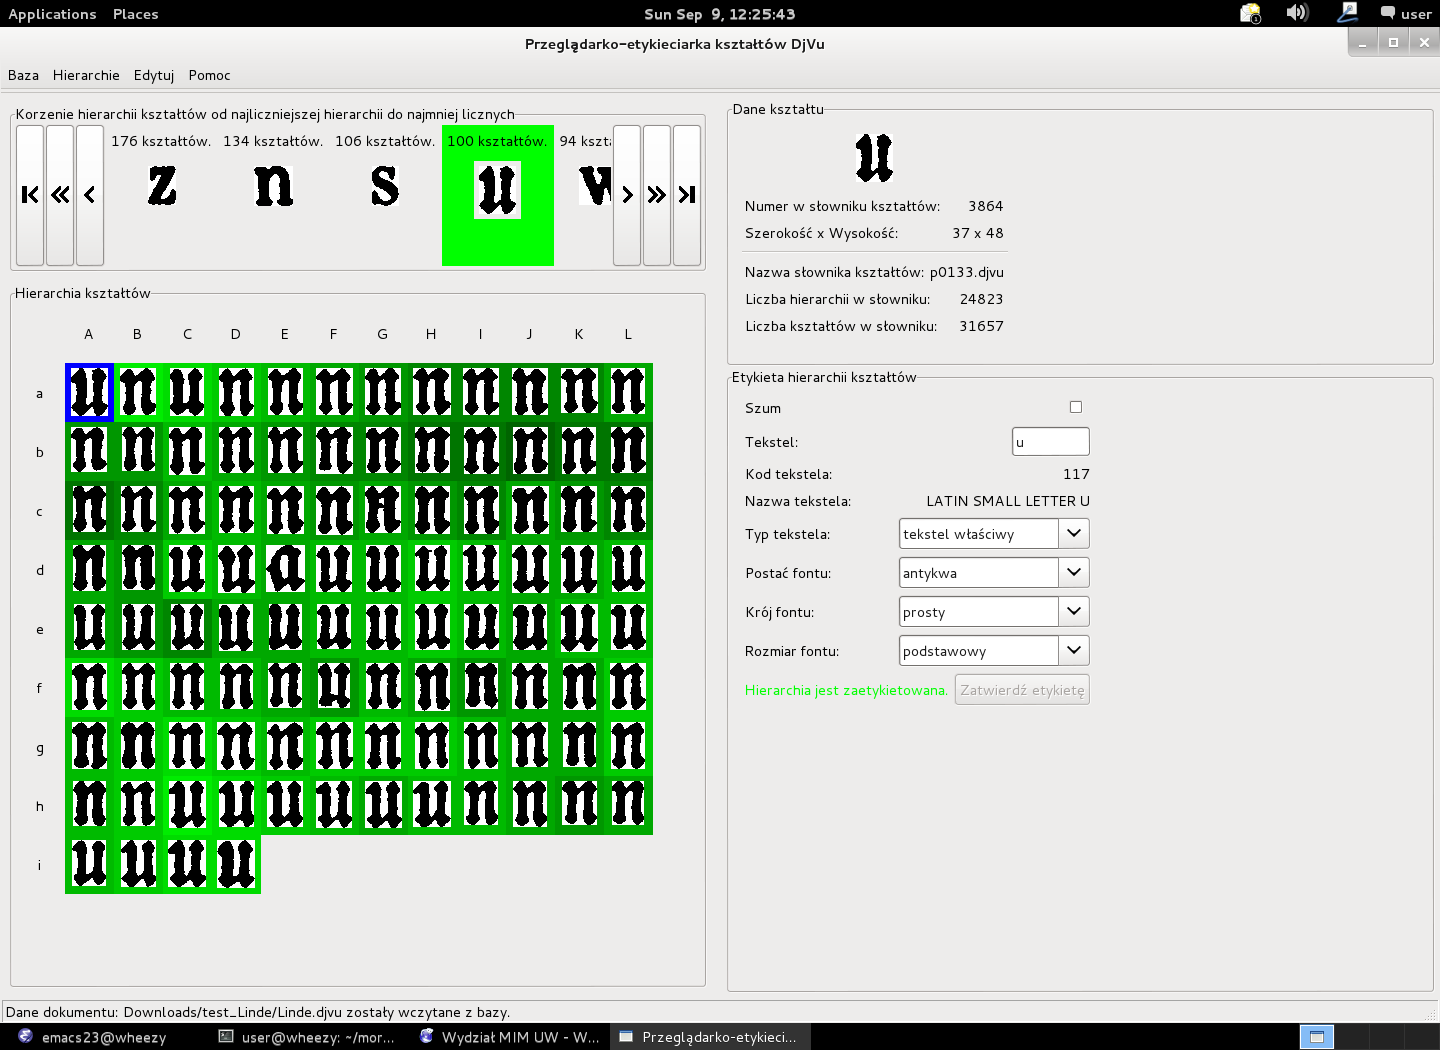 Applications Places Sun Sep 9, 12:25:43 user
Przeglądarko-etykieciarka kształtów DjVu
Baza Hierarchie Edytuj Pomoc
Korzenie hierarchii kształtów od najliczniejszej hierarchii do najmniej licznych
176 kształtów. 134 kształtów. 106 kształtów. 100 kształtów. 94 kszta
z n s u w
Hierarchia kształtów
A B C D E F G H I J K L
a u n u n n n n n n n n n
b n n n n n n n n n n n n
c n n n n n n n n n n n n
d n n u u a u u u u u u u
e u u u u u u u u u u u u
f n n n n n u n n n n n n
g n n n n n n n n n n n n
h n n u u u u u u n n n n
i u u u u
Dane kształtu
u
Numer w słowniku kształtów: 3864
Szerokość x Wysokość: 37 x 48
Nazwa słownika kształtów: p0133.djvu
Liczba hierarchii w słowniku: 24823
Liczba kształtów w słowniku: 31657
Etykieta hierarchii kształtów
Szum
Tekstel: u
Kod tekstela: 117
Nazwa tekstela: LATIN SMALL LETTER U
Typ tekstela: tekstel właściwy
Postać fontu: antykwa
Krój fontu: prosty
Rozmiar fontu: podstawowy
Hierarchia jest zaetykietowana. Zatwierdź etykietę
Dane dokumentu: Downloads/test_Linde/Linde.djvu zostały wczytane z bazy.
emacs23@wheezy user@wheezy: ~/mor... Wydział MIM UW - W... Przeglądarko-etykieci...